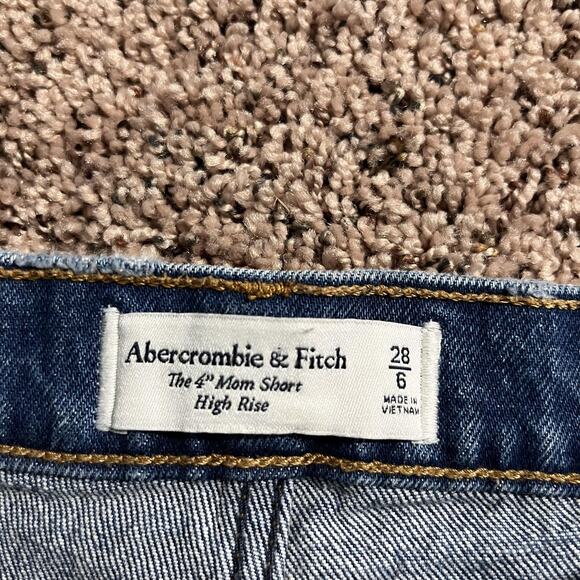 Abercrombie & Fitch
The 4" Mom Short
High Rise
28
6
MADE IN
VIETNAM